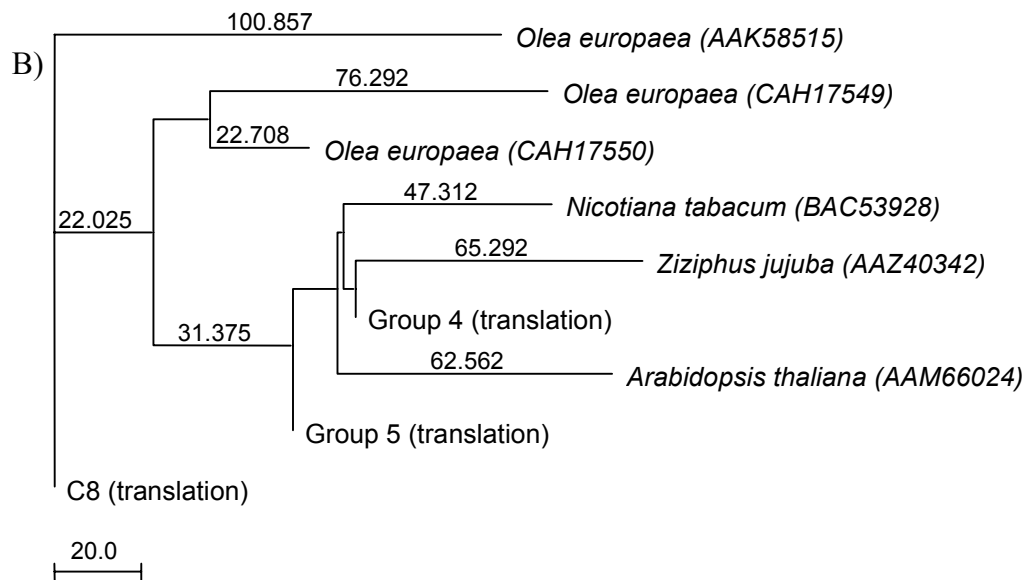 100.857
Olea europaea (AAK58515)
B)
76.292
Olea europaea (CAH17549)
22.708
Olea europaea (CAH17550)
47.312
Nicotiana tabacum (BAC53928)
22.025
65.292
Ziziphus jujuba (AAZ40342)
Group 4 (translation)
31.375
62.562
Arabidopsis thaliana (AAM66024)
Group 5 (translation)
C8 (translation)
20.0